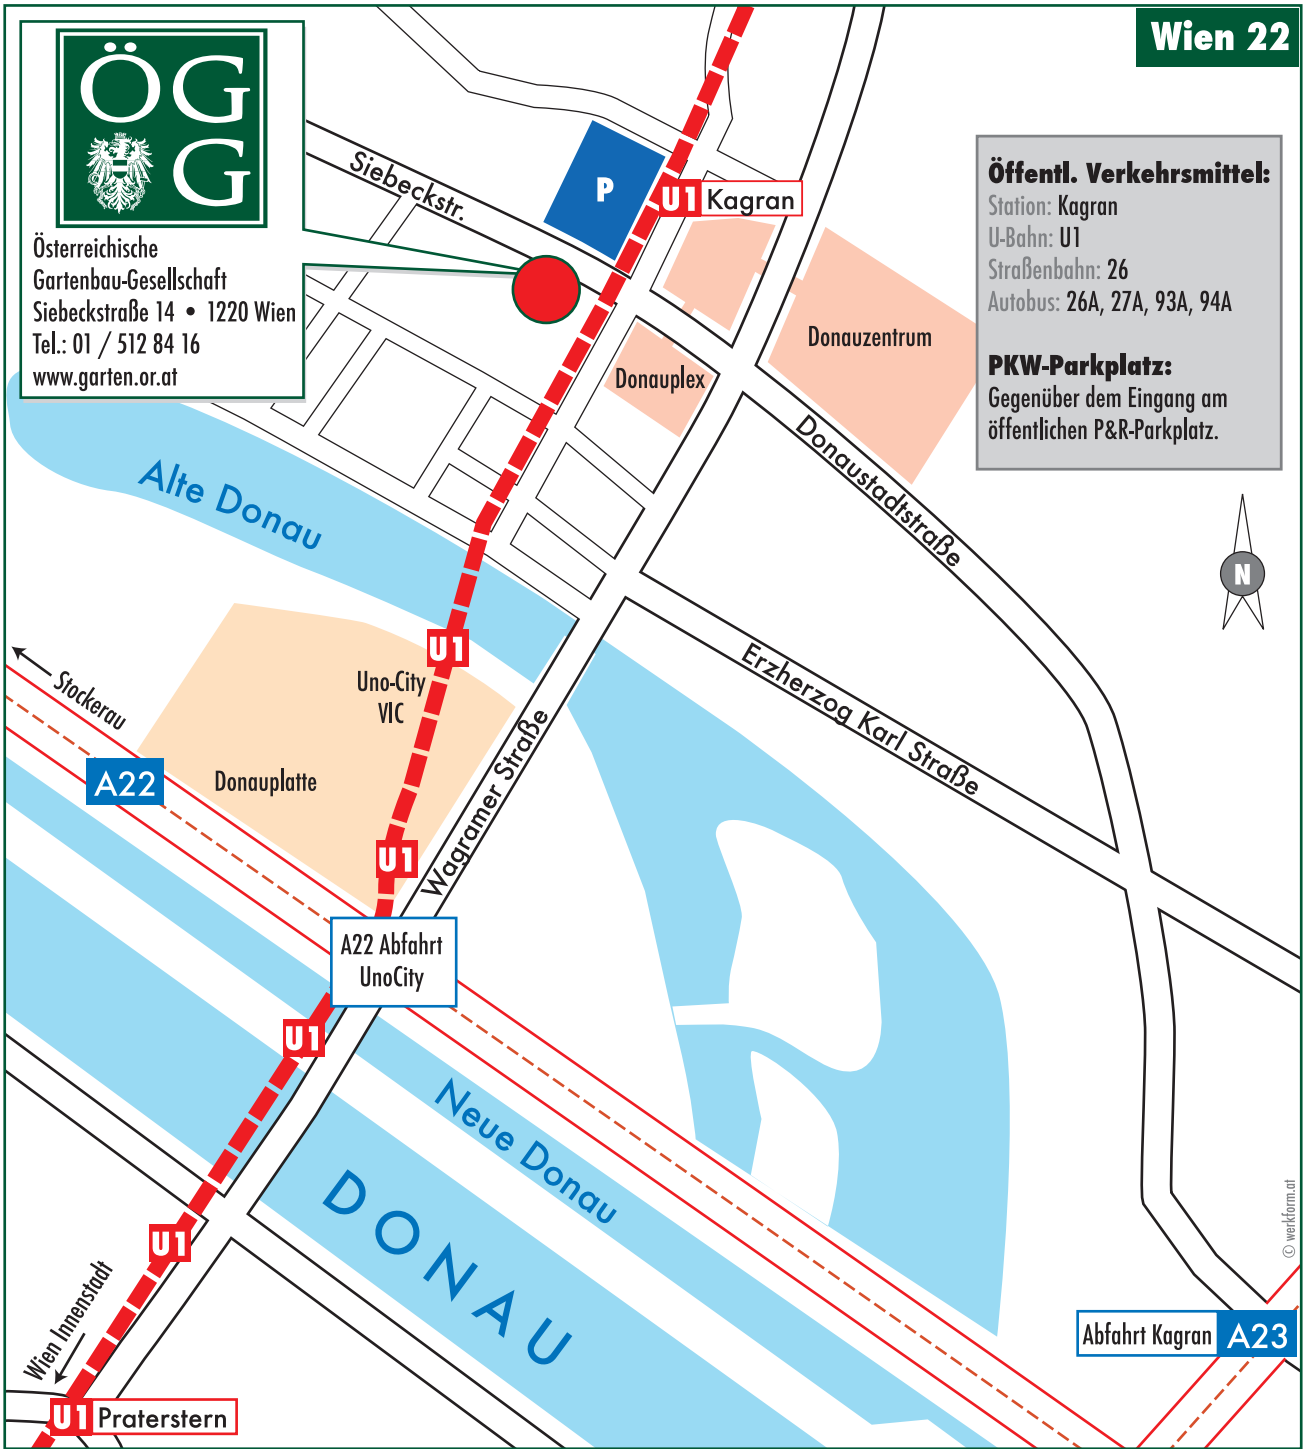 ÖG
G
Österreichische
Gartenbau-Gesellschaft
Siebeckstraße 14 • 1220 Wien
Tel.: 01 / 512 84 16
www.garten.or.at
Wien 22
Öffentl. Verkehrsmittel:
Station: Kagran
U-Bahn: U1
Straßenbahn: 26
Autobus: 26A, 27A, 93A, 94A
PKW-Parkplatz:
Gegenüber dem Eingang am
öffentlichen P&R-Parkplatz.
Siebeckstr.
P
U1 Kagran
Donauzentrum
Donauplex
Donaustadtstraße
Alte Donau
N
U1
Uno-City
VIC
Stockerau
Erzherzog Karl Straße
A22
Donauplatte
Wagramer Straße
U1
A22 Abfahrt
UnoCity
U1
Neue Donau
DONAU
U1
Wien Innenstadt
Abfahrt Kagran A23
U1 Praterstern
© werkform.at